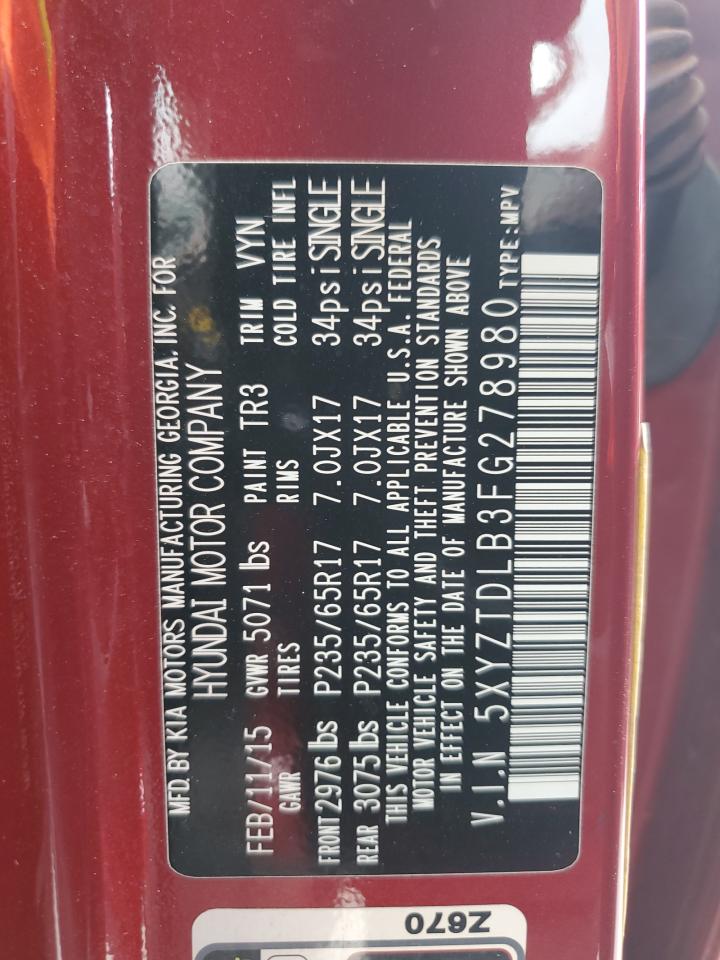 MFD. BY KIA MOTORS MANUFACTURING GEORGIA. INC. FOR
HYUNDAI MOTOR COMPANY
FEB/11/15 GVWR 5071 lbs PAINT TR3 TRIM VYN
GAWR TIRES RIMS COLD TIRE INFL
FRONT 2976 lbs P235/65R17 7.0JX17 34psi SINGLE
REAR 3075 lbs P235/65R17 7.0JX17 34psi SINGLE
THIS VEHICLE CONFORMS TO ALL APPLICABLE U.S.A. FEDERAL
MOTOR VEHICLE SAFETY AND THEFT PREVENTION STANDARDS
IN EFFECT ON THE DATE OF MANUFACTURE SHOWN ABOVE
V.I.N 5XYZTDLB3FG278980 TYPE:MPV
Z670